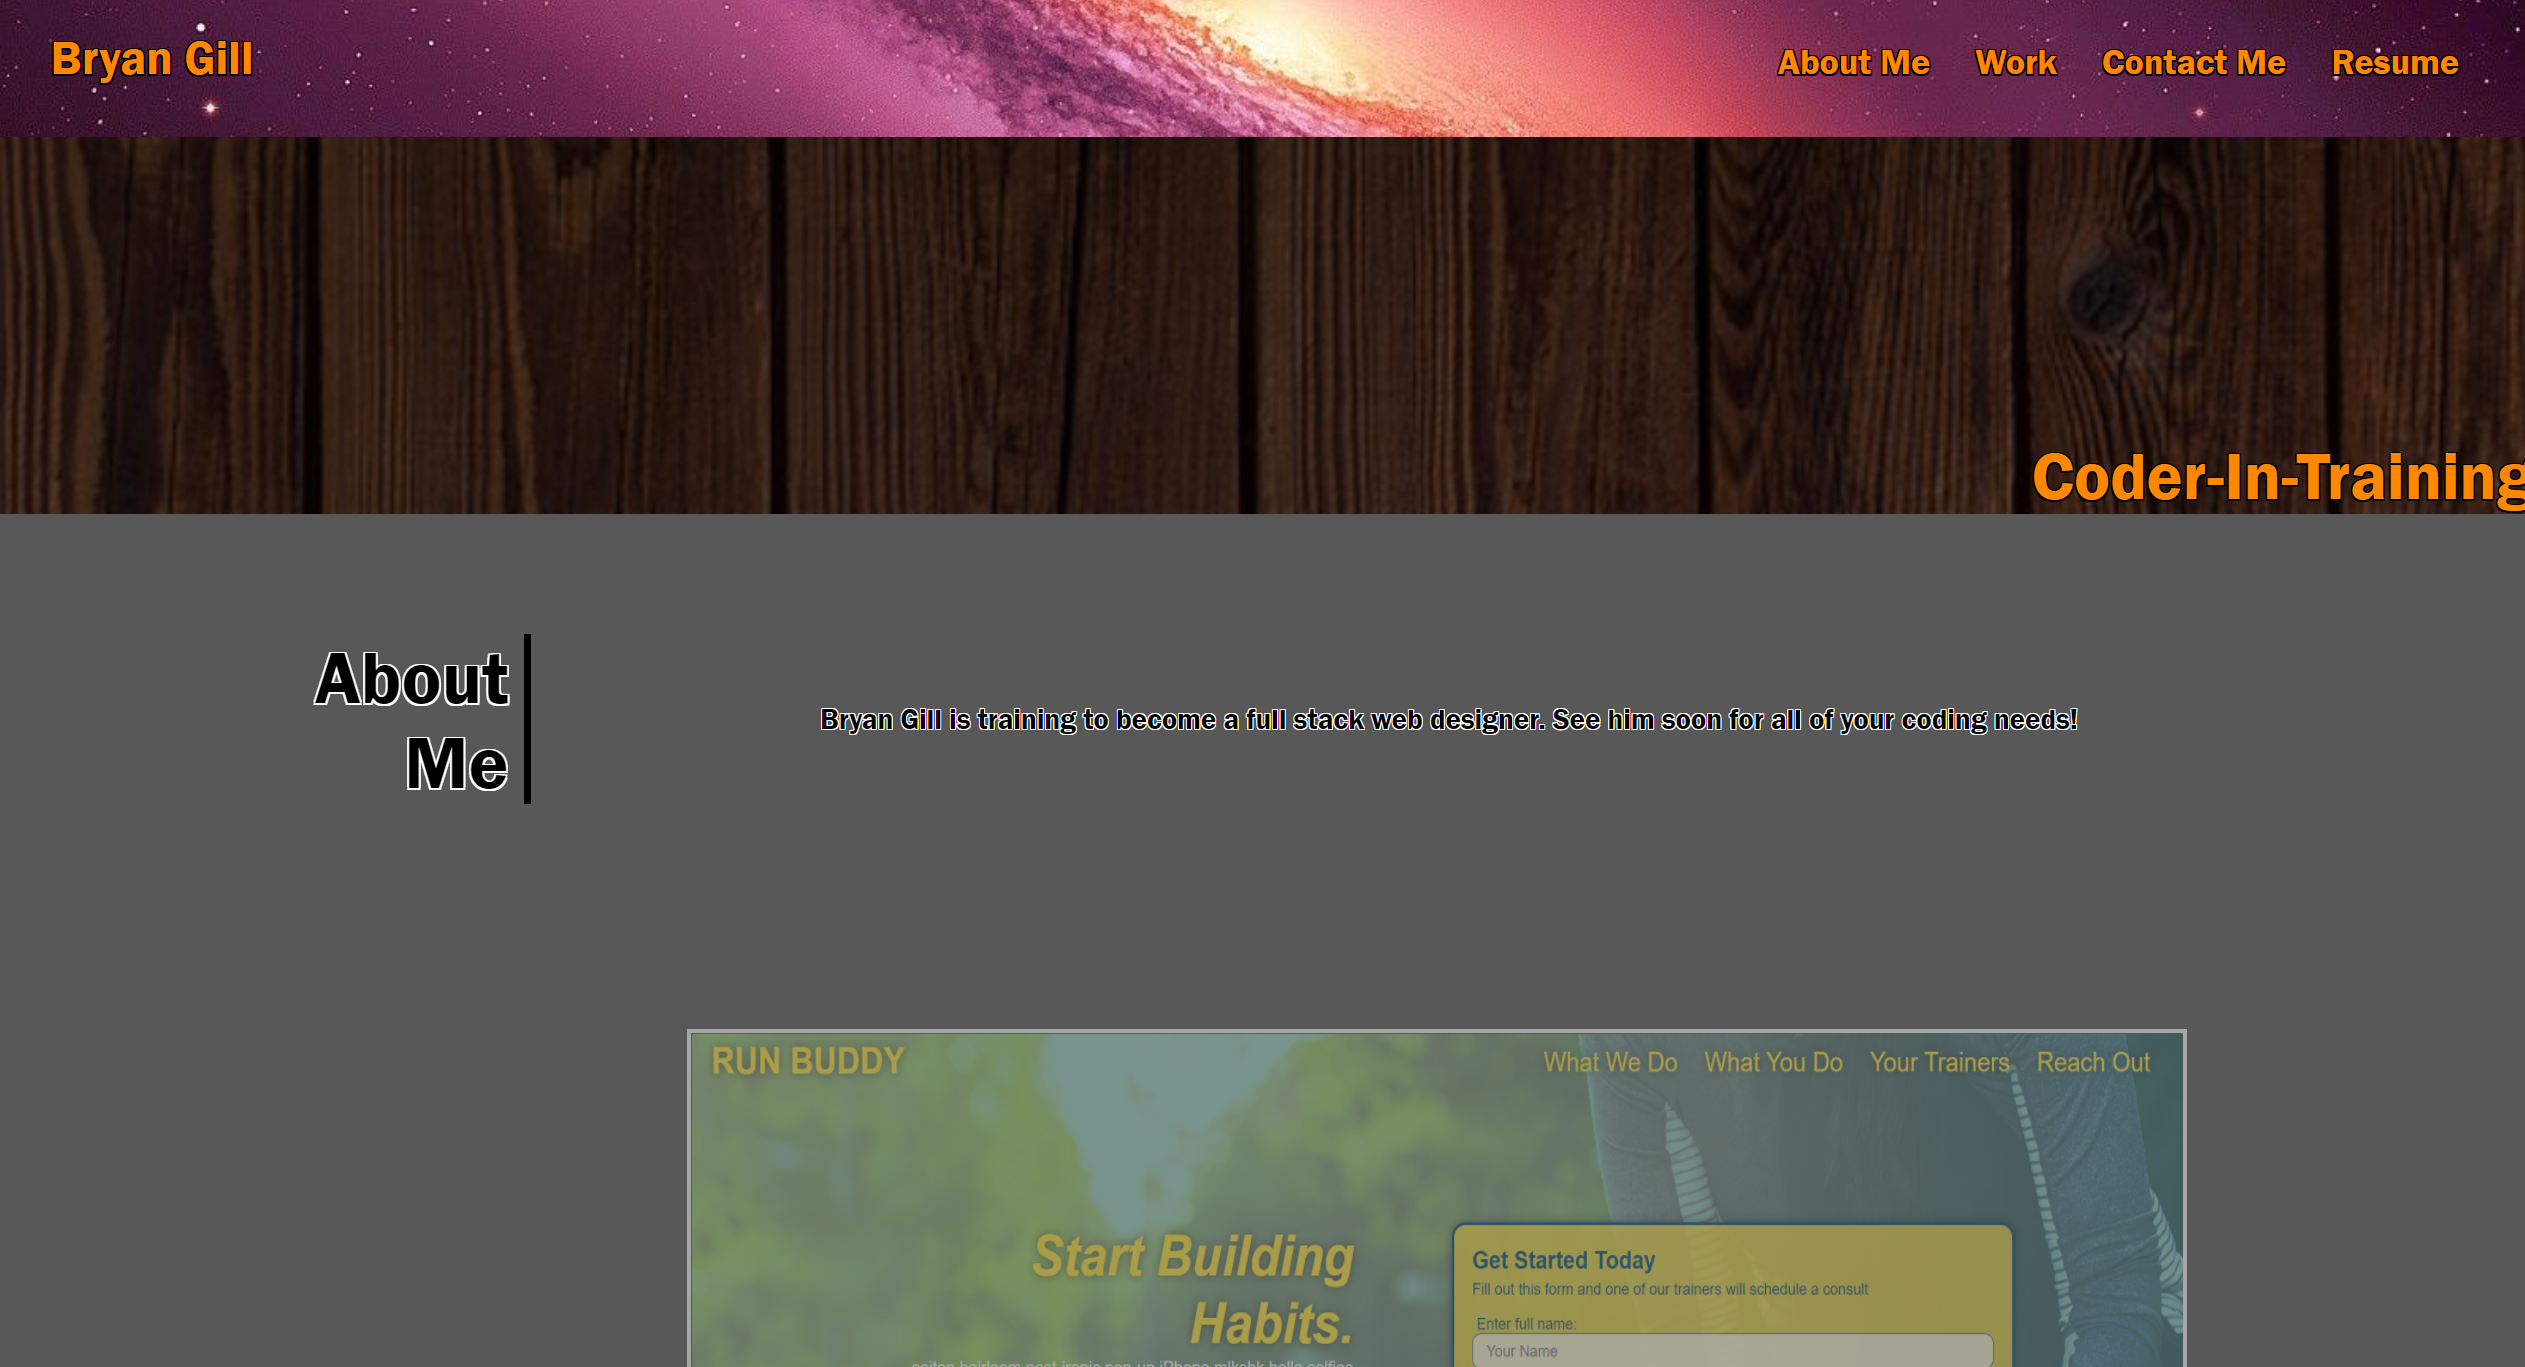 Bryan Gill
About Me Work Contact Me Resume
Coder-In-Training
About
Me
Bryan Gill is training to become a full stack web designer. See him soon for all of your coding needs!
RUN BUDDY
What We Do What You Do Your Trainers Reach Out
Start Building
Habits.
Get Started Today
Fill out this form and one of our trainers will schedule a consult
Enter full name:
Your Name